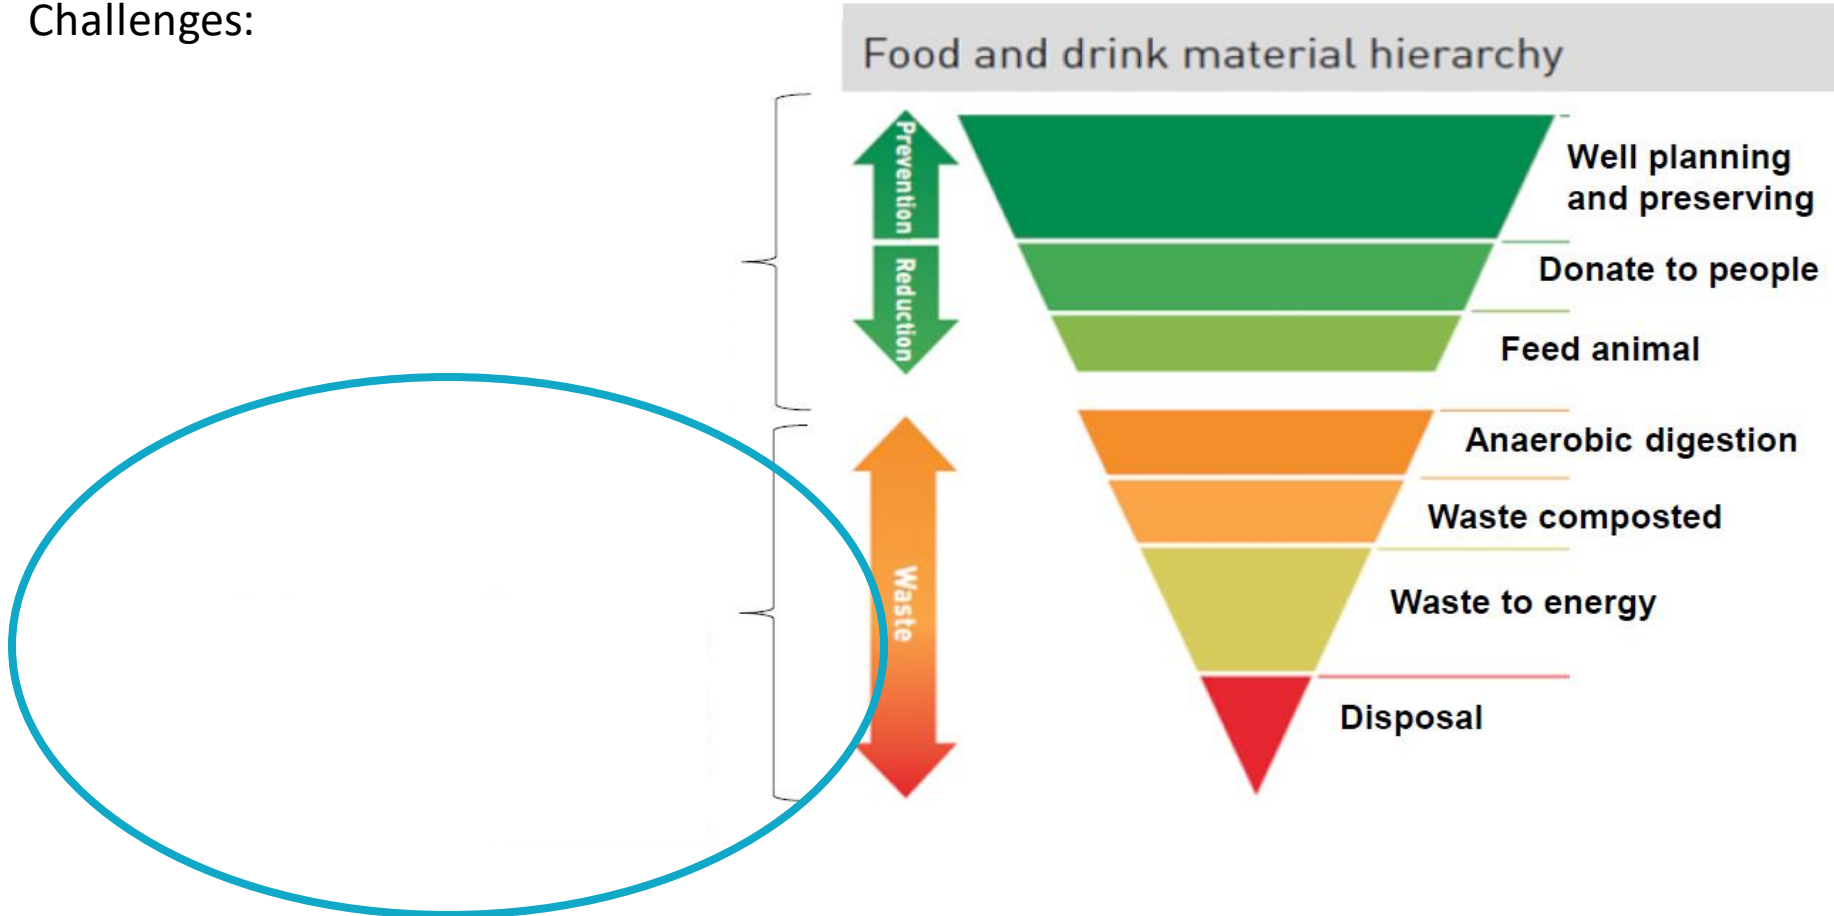 Challenges:
Food and drink material hierarchy
Prevention
Reduction
Waste
Well planning
and preserving
Donate to people
Feed animal
Anaerobic digestion
Waste composted
Waste to energy
Disposal